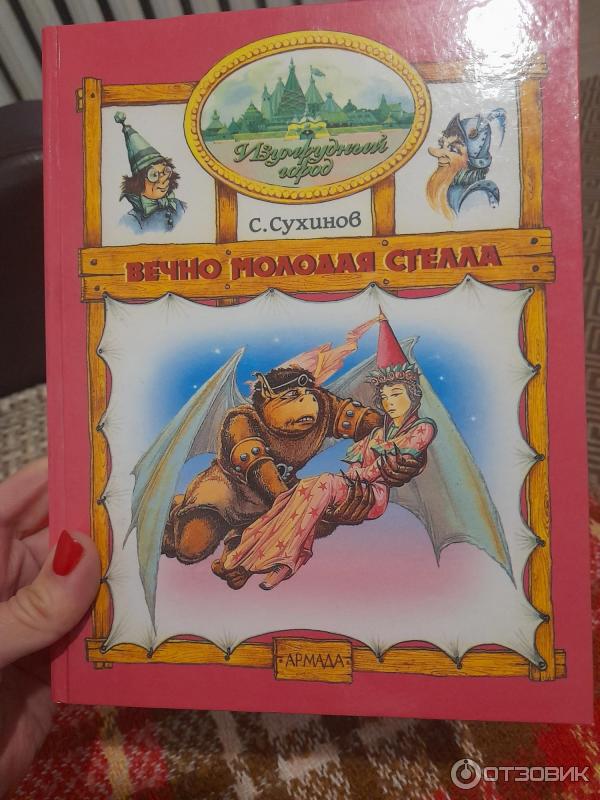 Изумрудный
город
С. Сухинов
ВЕЧНО МОЛОДАЯ СТЕЛЛА
АРМАДА
ОТЗОВИК